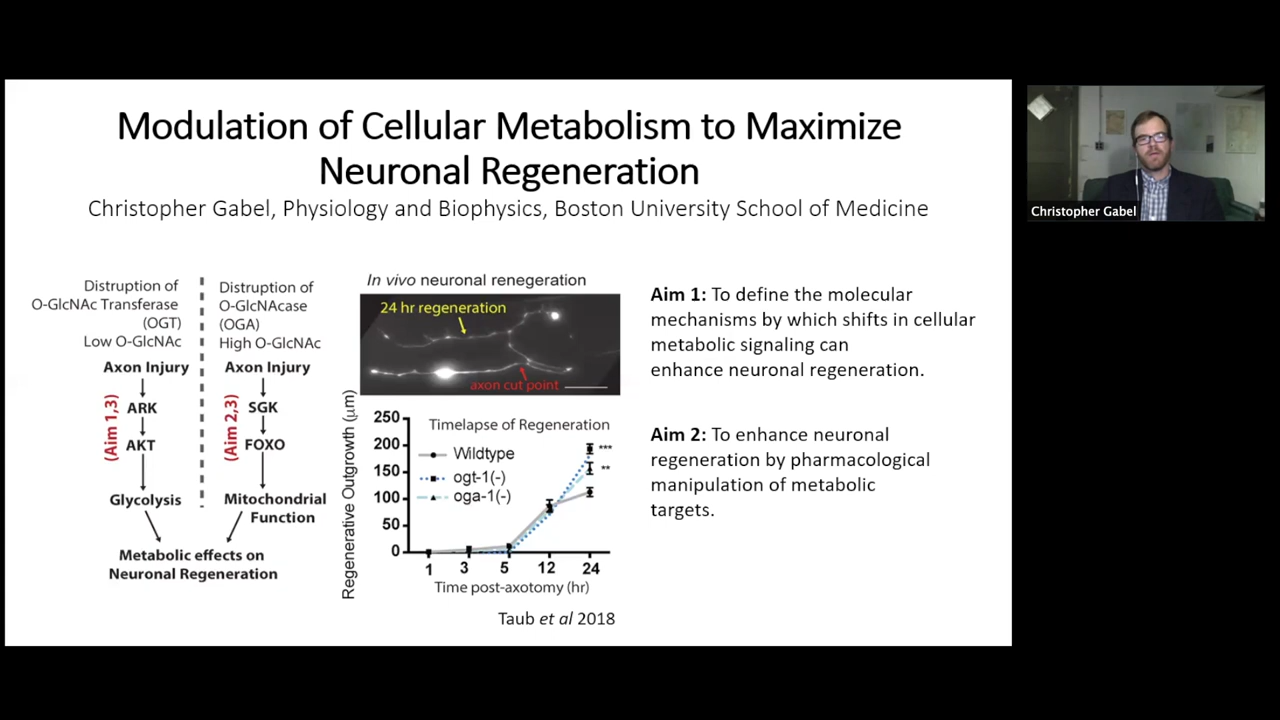 Modulation of Cellular Metabolism to Maximize
Neuronal Regeneration
Christopher Gabel, Physiology and Biophysics, Boston University School of Medicine
Distruption of
O-GlcNAc Transferase
(OGT)
Low O-GlcNAc
Axon Injury
ARK
AKT
(Aim 1,3)
Glycolysis
Disruption of
O-GlcNAcase
(OGA)
High O-GlcNAc
Axon Injury
SGK
FOXO
(Aim 2,3)
Mitochondrial
Function
Metabolic effects on
Neuronal Regeneration
In vivo neuronal renegeration
24 hr regeneration
axon cut point
Regenerative Outgrowth (μm)
Timelapse of Regeneration
250
200
150
100
50
0
Wildtype
ogt-1(-)
oga-1(-)
***
**
1 3 5 12 24
Time post-axotomy (hr)
Taub et al 2018
Aim 1: To define the molecular
mechanisms by which shifts in cellular
metabolic signaling can
enhance neuronal regeneration.
Aim 2: To enhance neuronal
regeneration by pharmacological
manipulation of metabolic
targets.
Christopher Gabel